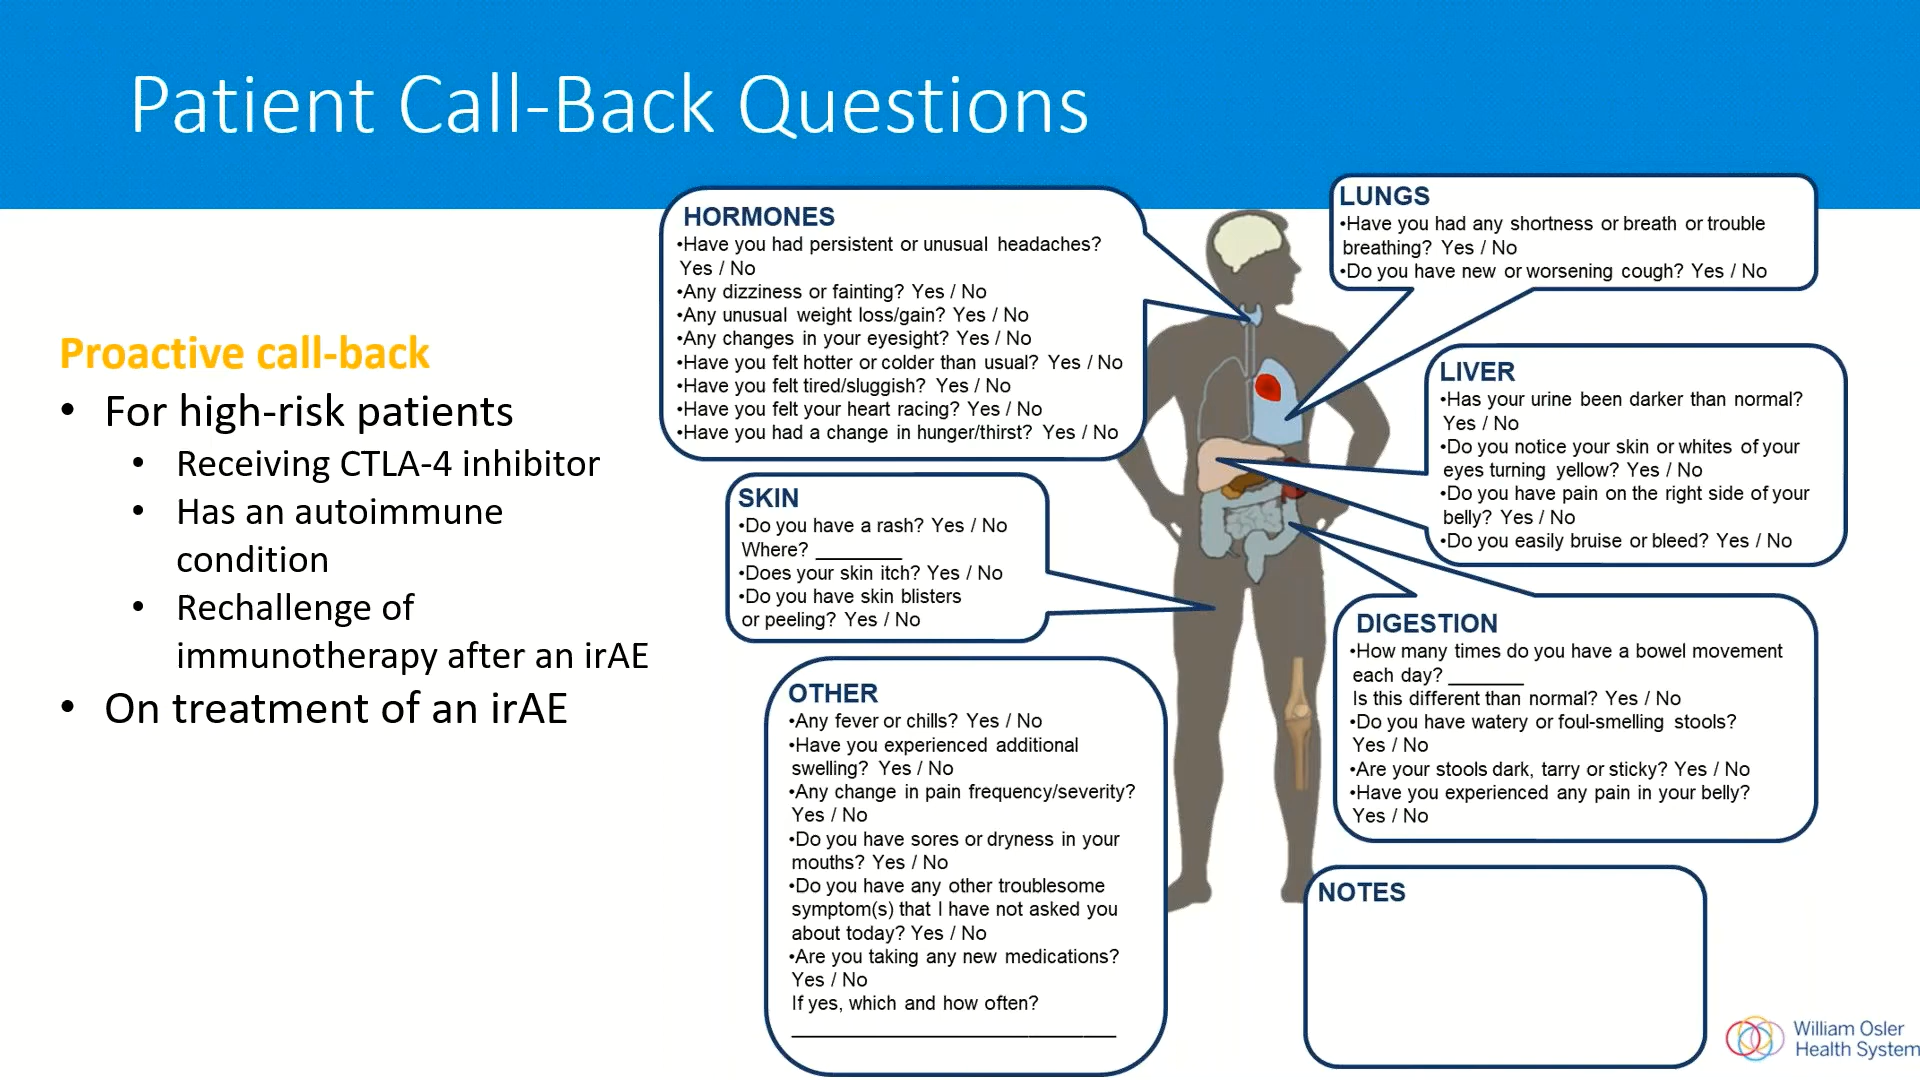 Patient Call-Back Questions
Proactive call-back
• For high-risk patients
• Receiving CTLA-4 inhibitor
• Has an autoimmune
condition
• Rechallenge of
immunotherapy after an irAE
• On treatment of an irAE
HORMONES
•Have you had persistent or unusual headaches?
Yes / No
•Any dizziness or fainting? Yes / No
•Any unusual weight loss/gain? Yes / No
•Any changes in your eyesight? Yes / No
•Have you felt hotter or colder than usual? Yes / No
•Have you felt tired/sluggish? Yes / No
•Have you felt your heart racing? Yes / No
•Have you had a change in hunger/thirst? Yes / No
SKIN
•Do you have a rash? Yes / No
Where? ________
•Does your skin itch? Yes / No
•Do you have skin blisters
or peeling? Yes / No
OTHER
•Any fever or chills? Yes / No
•Have you experienced additional
swelling? Yes / No
•Any change in pain frequency/severity?
Yes / No
•Do you have sores or dryness in your
mouths? Yes / No
•Do you have any other troublesome
symptom(s) that I have not asked you
about today? Yes / No
•Are you taking any new medications?
Yes / No
If yes, which and how often?
______________________________
LUNGS
•Have you had any shortness or breath or trouble
breathing? Yes / No
•Do you have new or worsening cough? Yes / No
LIVER
•Has your urine been darker than normal?
Yes / No
•Do you notice your skin or whites of your
eyes turning yellow? Yes / No
•Do you have pain on the right side of your
belly? Yes / No
•Do you easily bruise or bleed? Yes / No
DIGESTION
•How many times do you have a bowel movement
each day? _______
Is this different than normal? Yes / No
•Do you have watery or foul-smelling stools?
Yes / No
•Are your stools dark, tarry or sticky? Yes / No
•Have you experienced any pain in your belly?
Yes / No
NOTES
William Osler
Health System